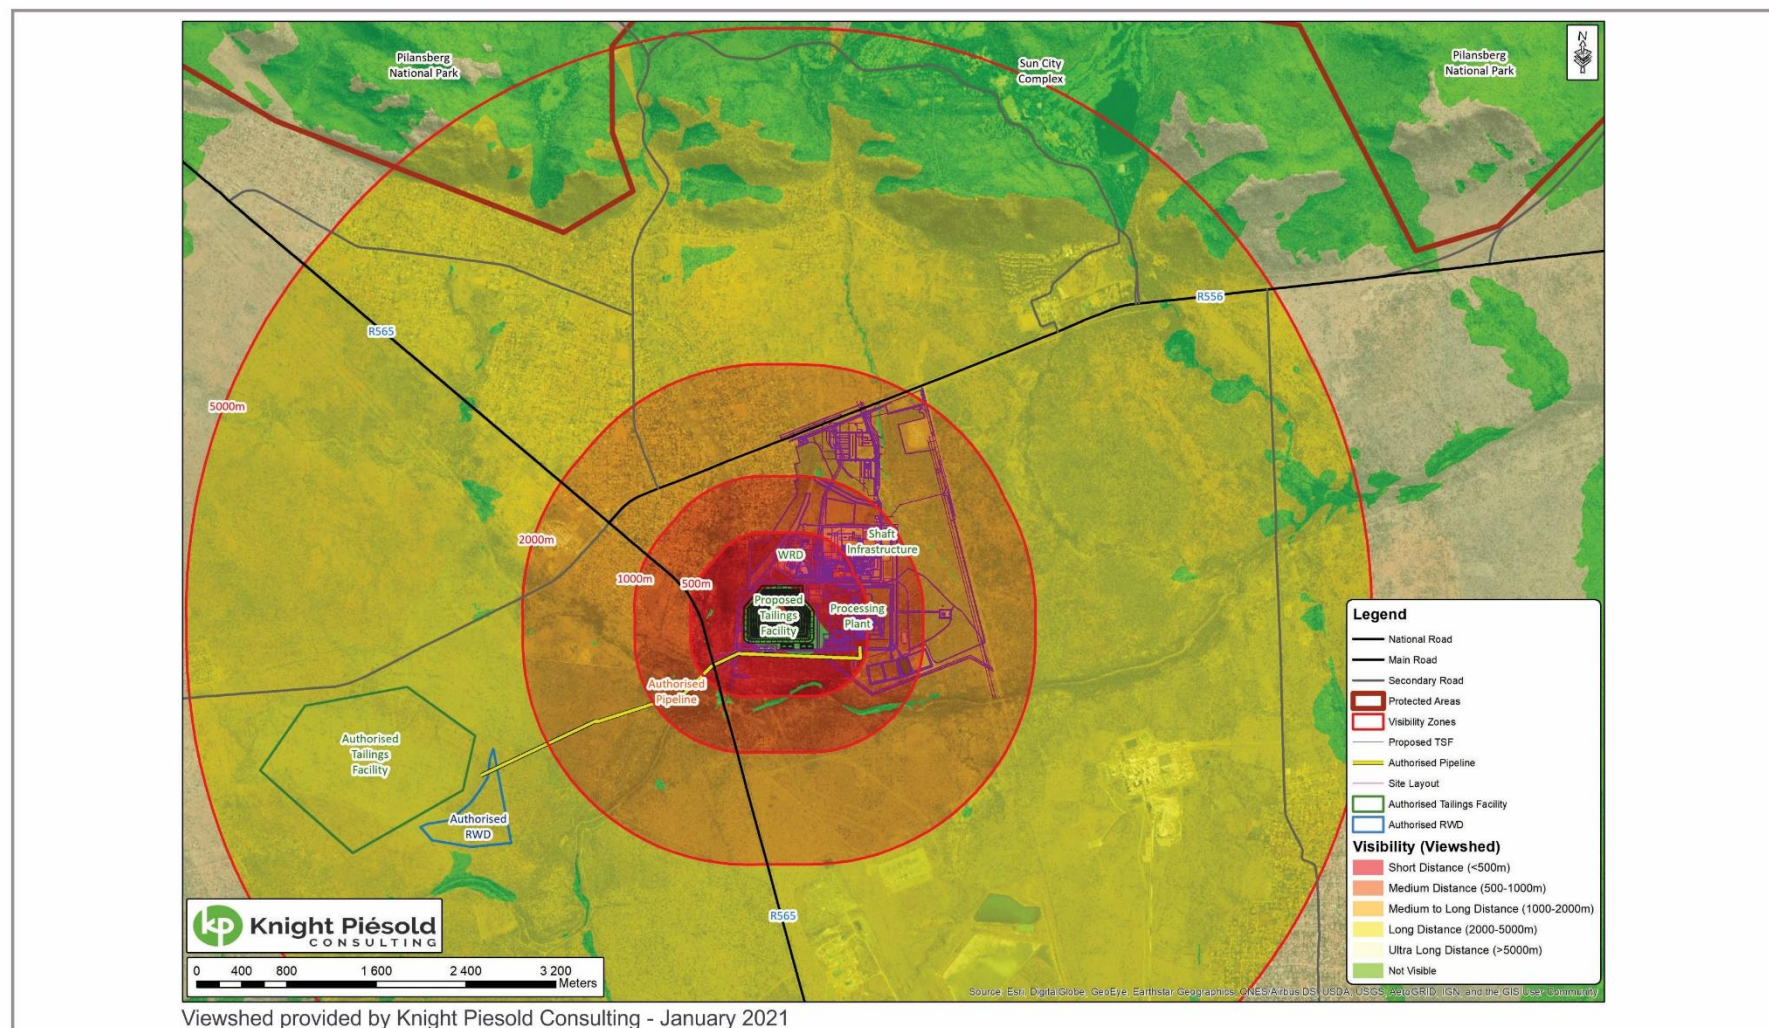 Pilansberg
National Park
Sun City
Complex
Pilansberg
National Park
N
R556
R565
5000m
2000m
1000m
500m
WRD
Shaft
Infrastructure
Proposed
Tailings
Facility
Processing
Plant
Authorised
Pipeline
Authorised
Tailings
Facility
Authorised
RWD
R565
Legend
National Road
Main Road
Secondary Road
Protected Areas
Visibility Zones
Proposed TSF
Authorised Pipeline
Site Layout
Authorised Tailings Facility
Authorised RWD
Visibility (Viewshed)
Short Distance (<500m)
Medium Distance (500-1000m)
Medium to Long Distance (1000-2000m)
Long Distance (2000-5000m)
Ultra Long Distance (>5000m)
Not Visible
kp Knight Piésold
CONSULTING
0 400 800 1 600 2 400 3 200
Meters
Source: Esri, DigitalGlobe, GeoEye, Earthstar Geographics, CNES/Airbus DS, USDA, USGS, AeroGRID, IGN, and the GIS User Community
Viewshed provided by Knight Piesold Consulting - January 2021